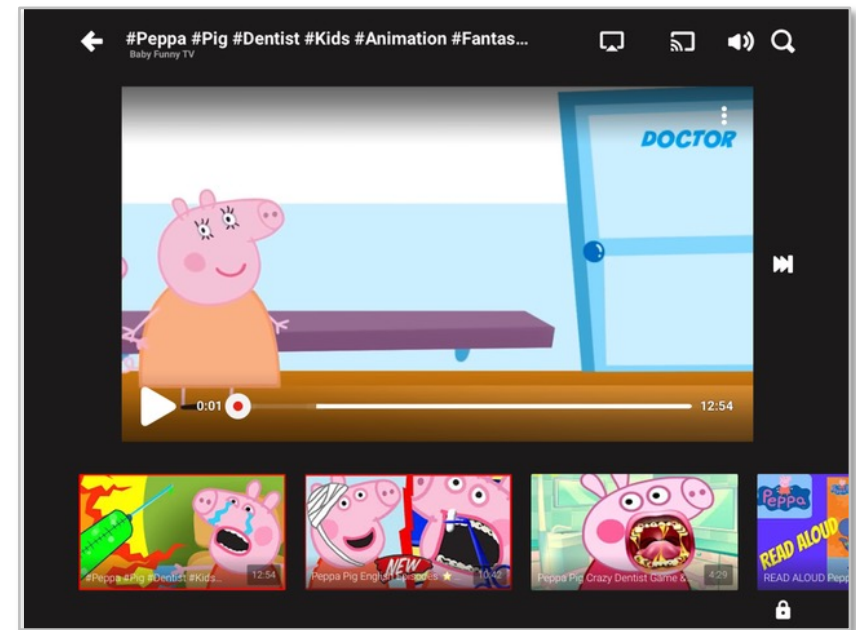 #Peppa #Pig #Dentist #Kids #Animation #Fantas...
Baby Funny TV
DOCTOR
0:01
12:54
#Peppa #Pig #Dentist #Kids...
12:54
Peppa Pig English Episodes ⭐...
NEW
10:42
Peppa Pig Crazy Dentist Game &...
4:29
Peppa
READ ALOUD
READ ALOUD Pepp